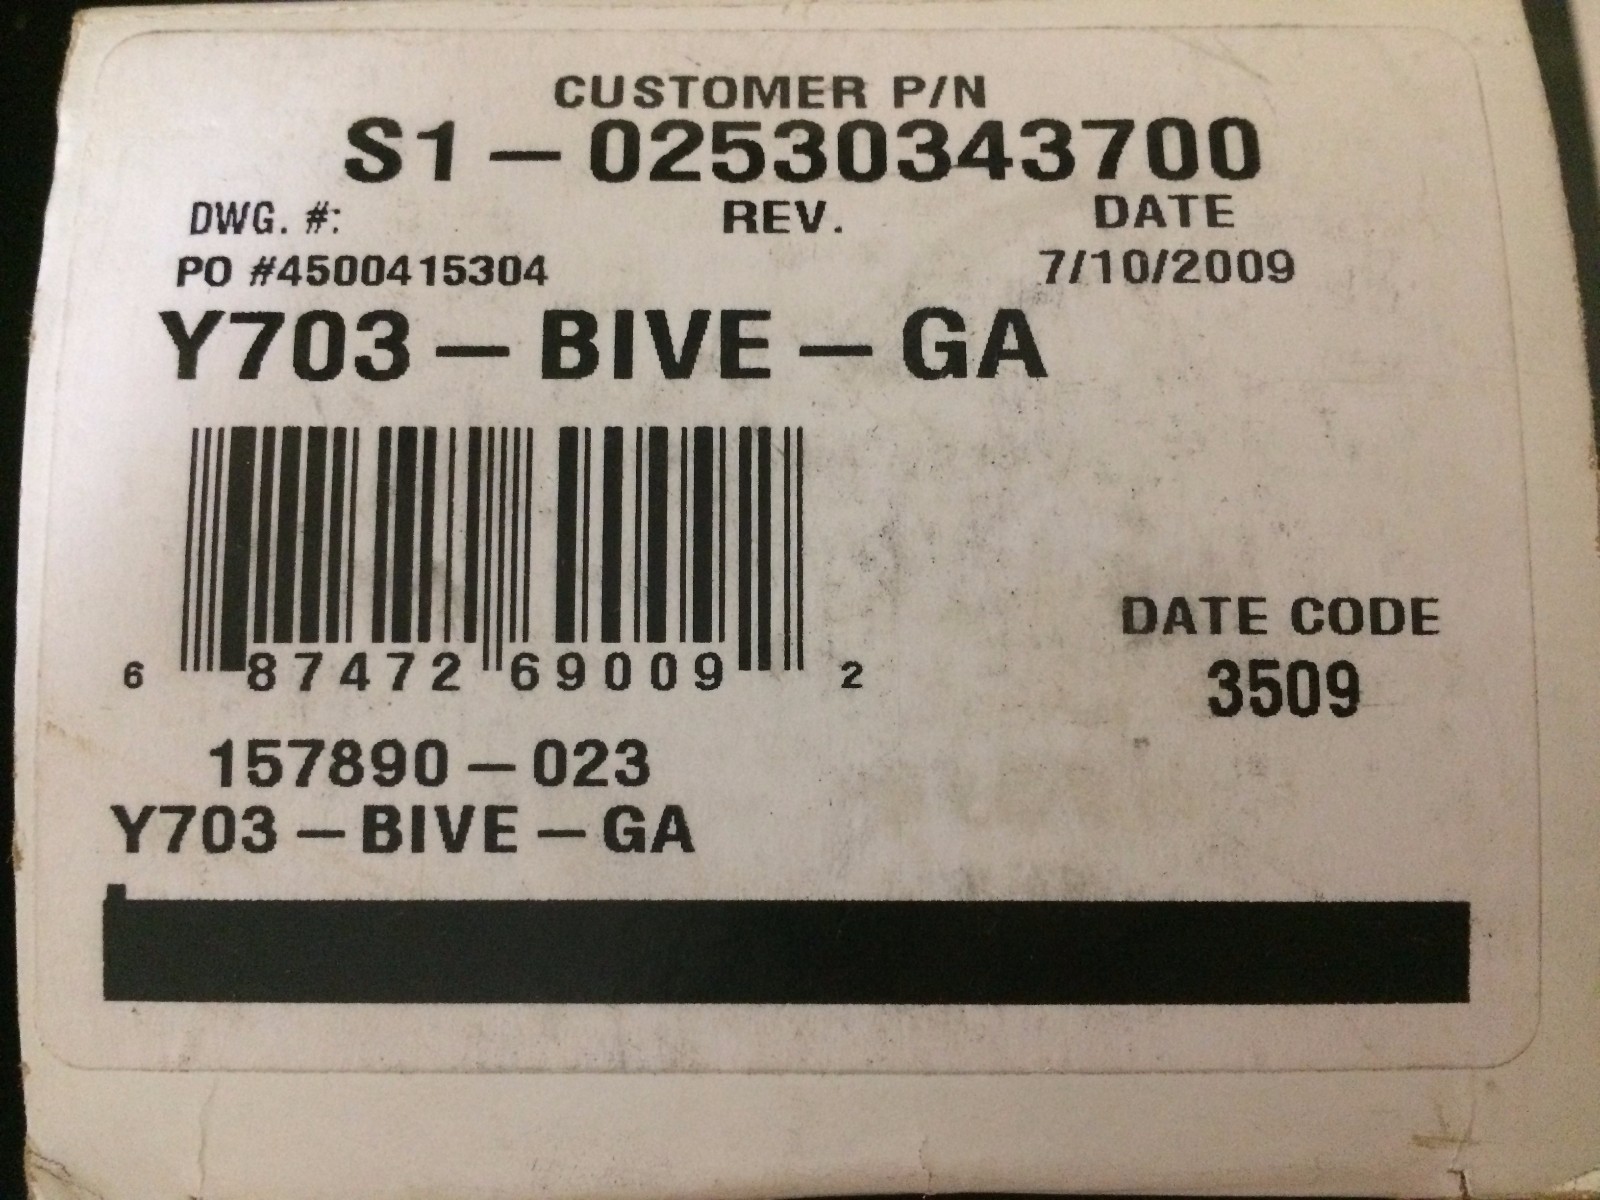 CUSTOMER P/N
S1-02530343700
DWG. #: REV. DATE
PO #4500415304 7/10/2009
Y703-BIVE-GA
6 87472 69009 2
DATE CODE
3509
157890-023
Y703-BIVE-GA